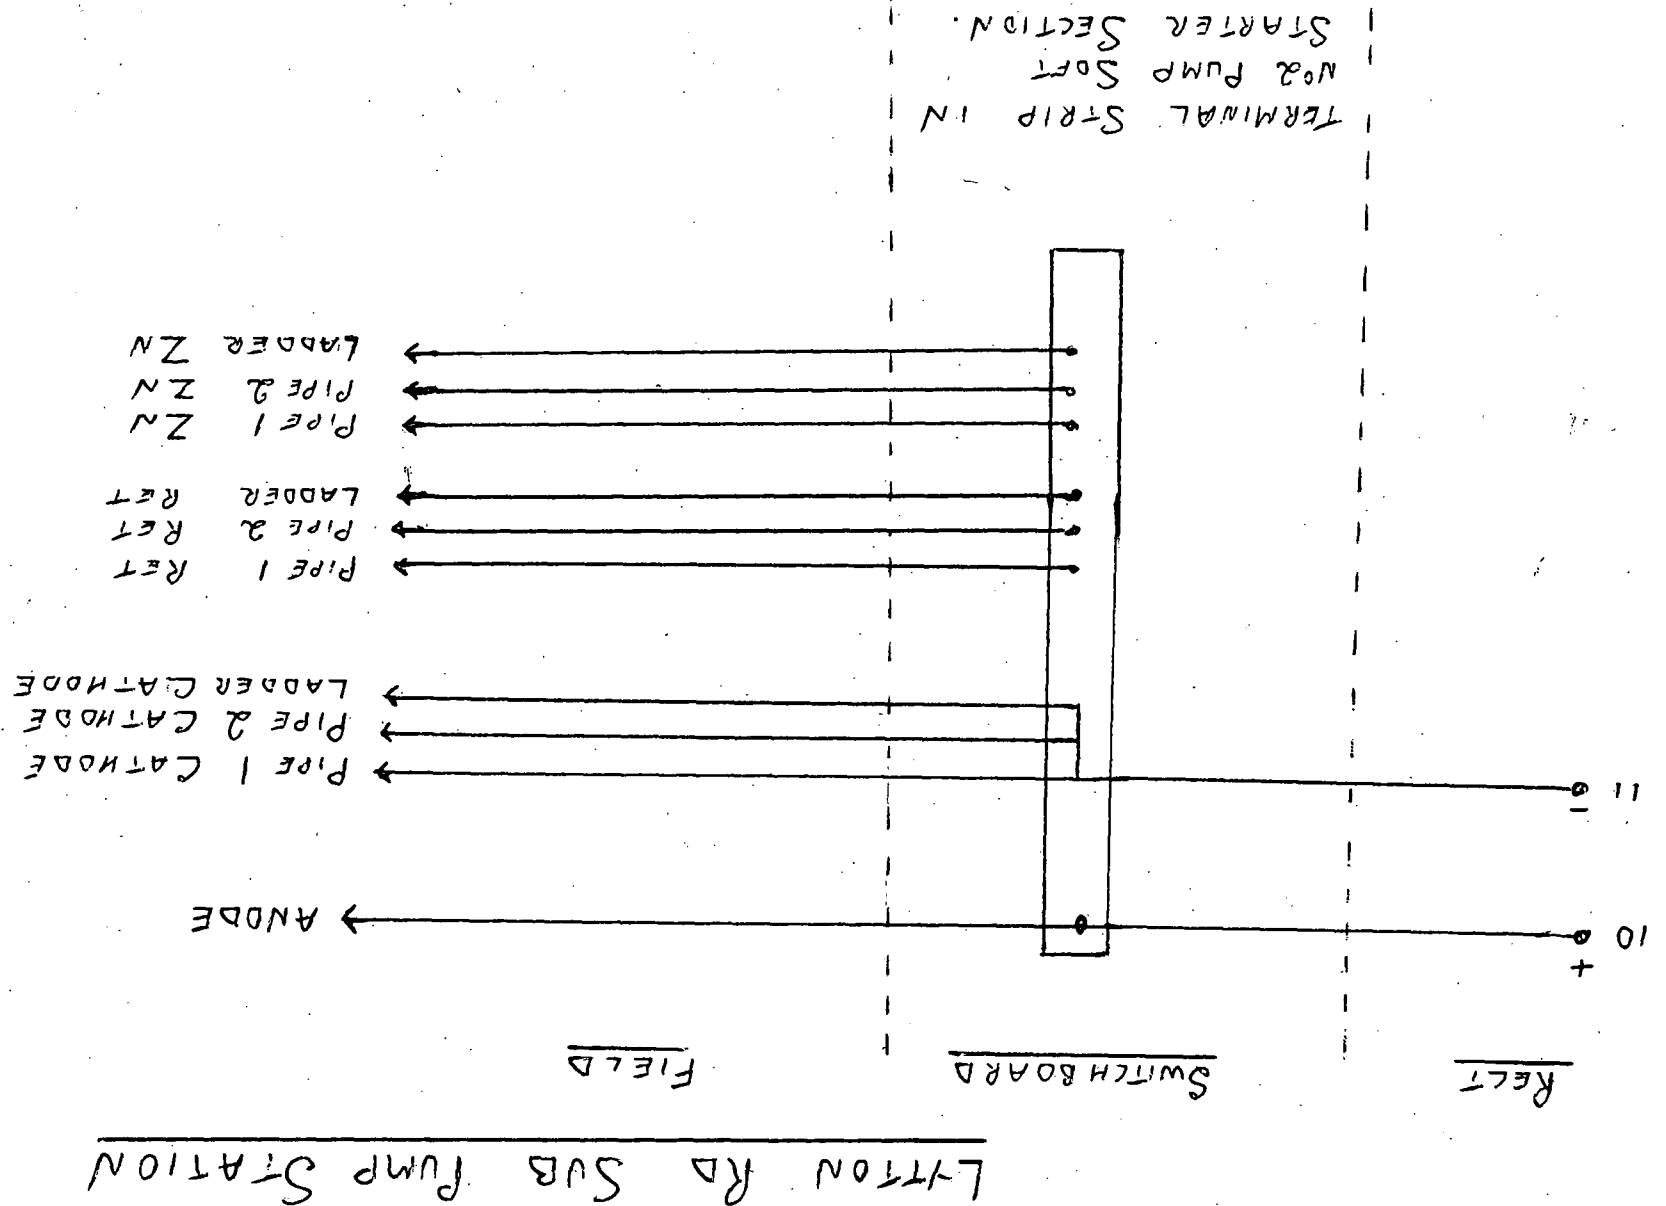 LYTTON RD SUB PUMP STATION
RECT
SWITCHBOARD
FIELD
+
10
ANODE
-
11
PIPE 1 CATHODE
PIPE 2 CATHODE
LADDER CATHODE
PIPE 1 RET
PIPE 2 RET
LADDER RET
PIPE 1 ZN
PIPE 2 ZN
LADDER ZN
TERMINAL STRIP IN
Nº2 PUMP SOFT
STARTER SECTION.